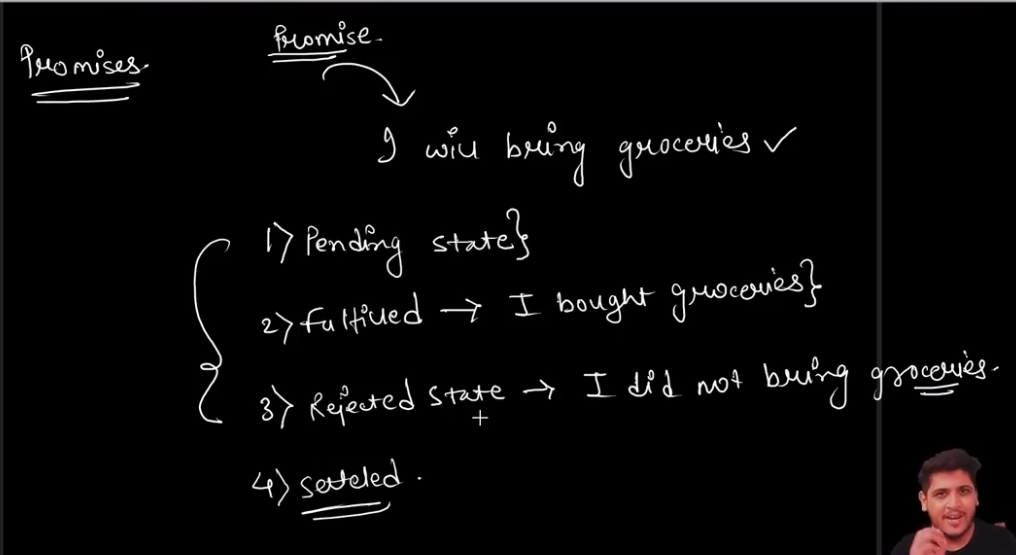 Promises.
Promise.
I will bring groceries ✓
1) Pending state}
2) Fulfilled → I bought groceries}
3) Rejected state → I did not bring groceries.
4) Setteled.